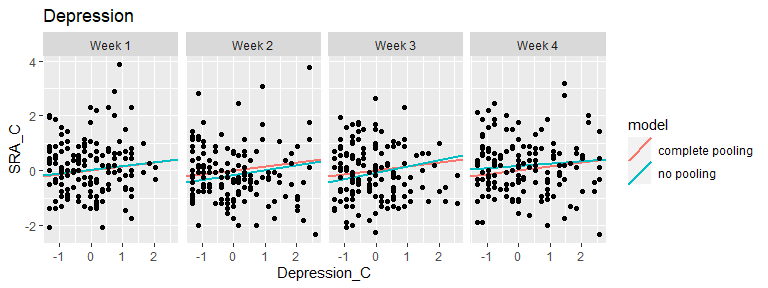 Depression
Week 1 Week 2 Week 3 Week 4
SRA_C
4
2
0
-2
-1 0 1 2 -1 0 1 2 -1 0 1 2 -1 0 1 2
Depression_C
model
complete pooling
no pooling